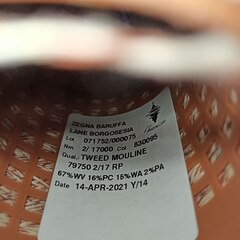 ZEGNA BARUFFA
LANE BORGOSESIA
Lot. 071752/000075
Nm. 2/17000 Col 830095
Qual.: TWEED MOULINE
79750 2/17 RP
67%WV 16%PC 15%WA 2%PA
Date 14-APR-2021 Y/14